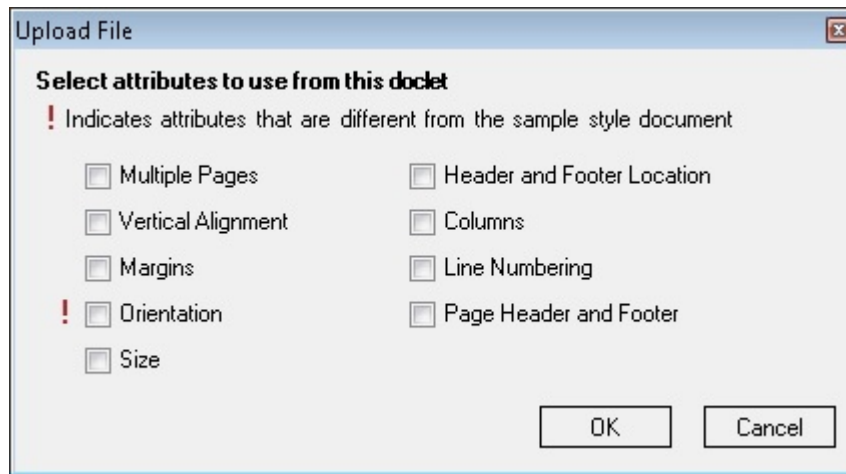 Upload File
Select attributes to use from this doclet
! Indicates attributes that are different from the sample style document
Multiple Pages
Header and Footer Location
Vertical Alignment
Columns
Margins
Line Numbering
! Orientation
Page Header and Footer
Size
OK
Cancel